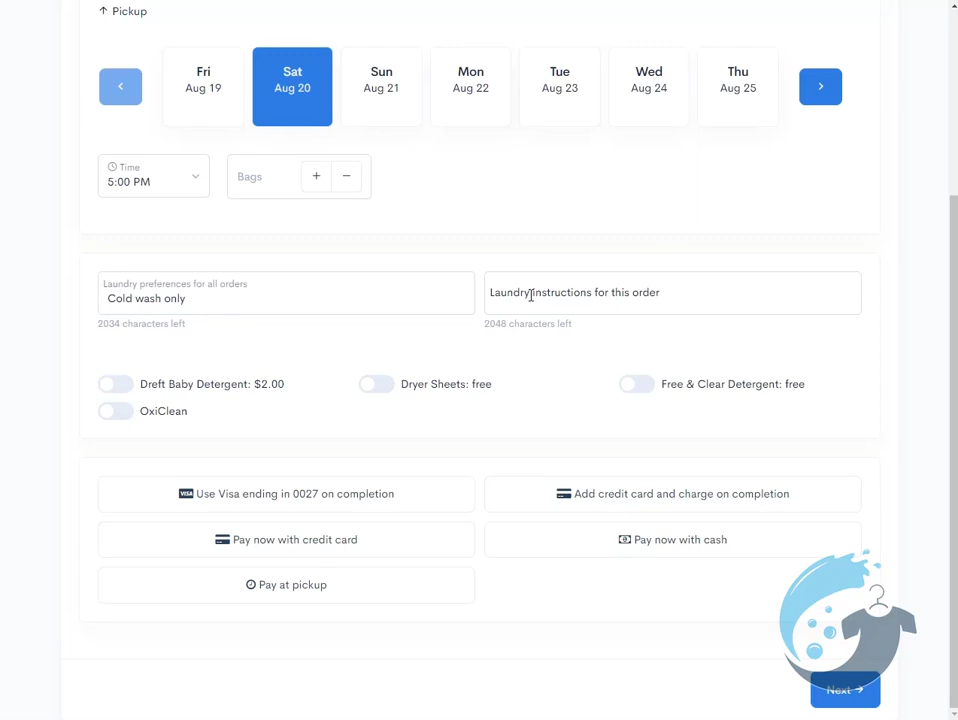 ↑ Pickup
Fri Sat Sun Mon Tue Wed Thu
Aug 19 Aug 20 Aug 21 Aug 22 Aug 23 Aug 24 Aug 25
Time
5:00 PM
Bags + −
Laundry preferences for all orders
Cold wash only
Laundry instructions for this order
2034 characters left
2048 characters left
Dreft Baby Detergent: $2.00
Dryer Sheets: free
Free & Clear Detergent: free
OxiClean
VISA Use Visa ending in 0027 on completion
Add credit card and charge on completion
Pay now with credit card
Pay now with cash
Pay at pickup
Next →